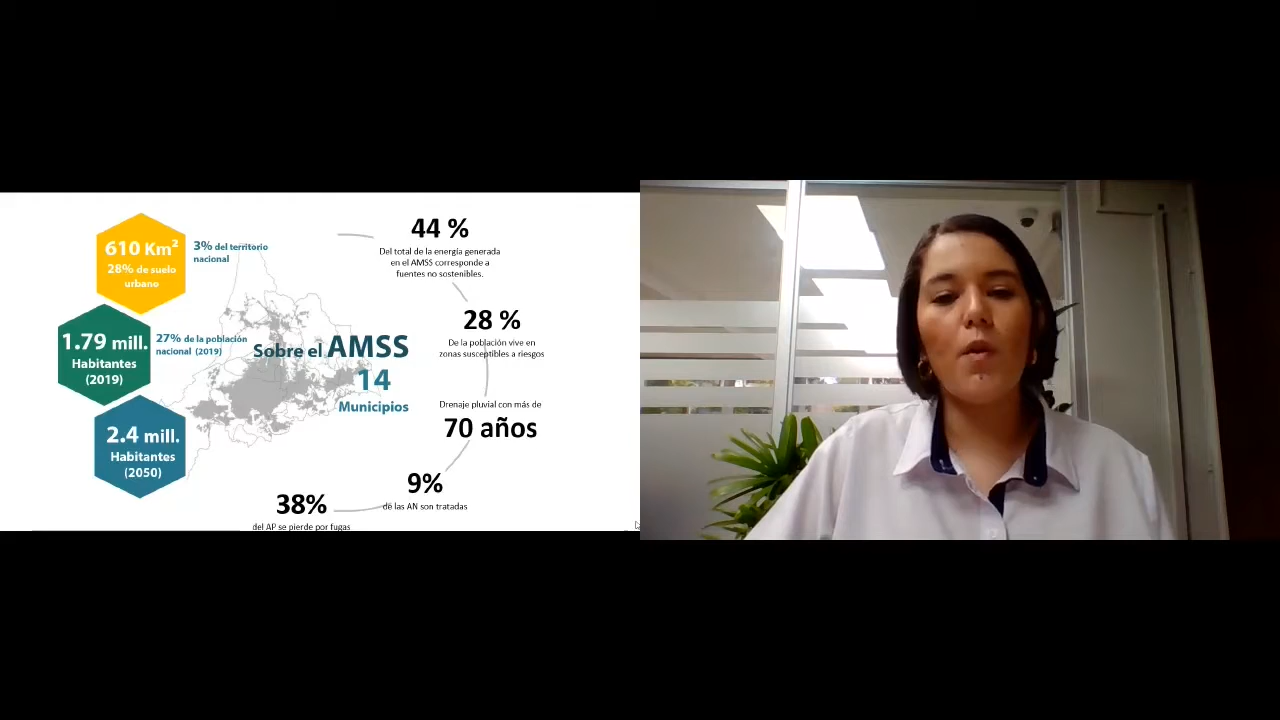 610 Km²
28% de suelo
urbano
3% del territorio
nacional
1.79 mill.
Habitantes
(2019)
27% de la población
nacional (2019)
2.4 mill.
Habitantes
(2050)
Sobre el AMSS
14
Municipios
44 %
Del total de la energía generada
en el AMSS corresponde a
fuentes no sostenibles.
28 %
De la población vive en
zonas susceptibles a riesgos
Drenaje pluvial con más de
70 años
9%
de las AN son tratadas
38%
del AP se pierde por fugas